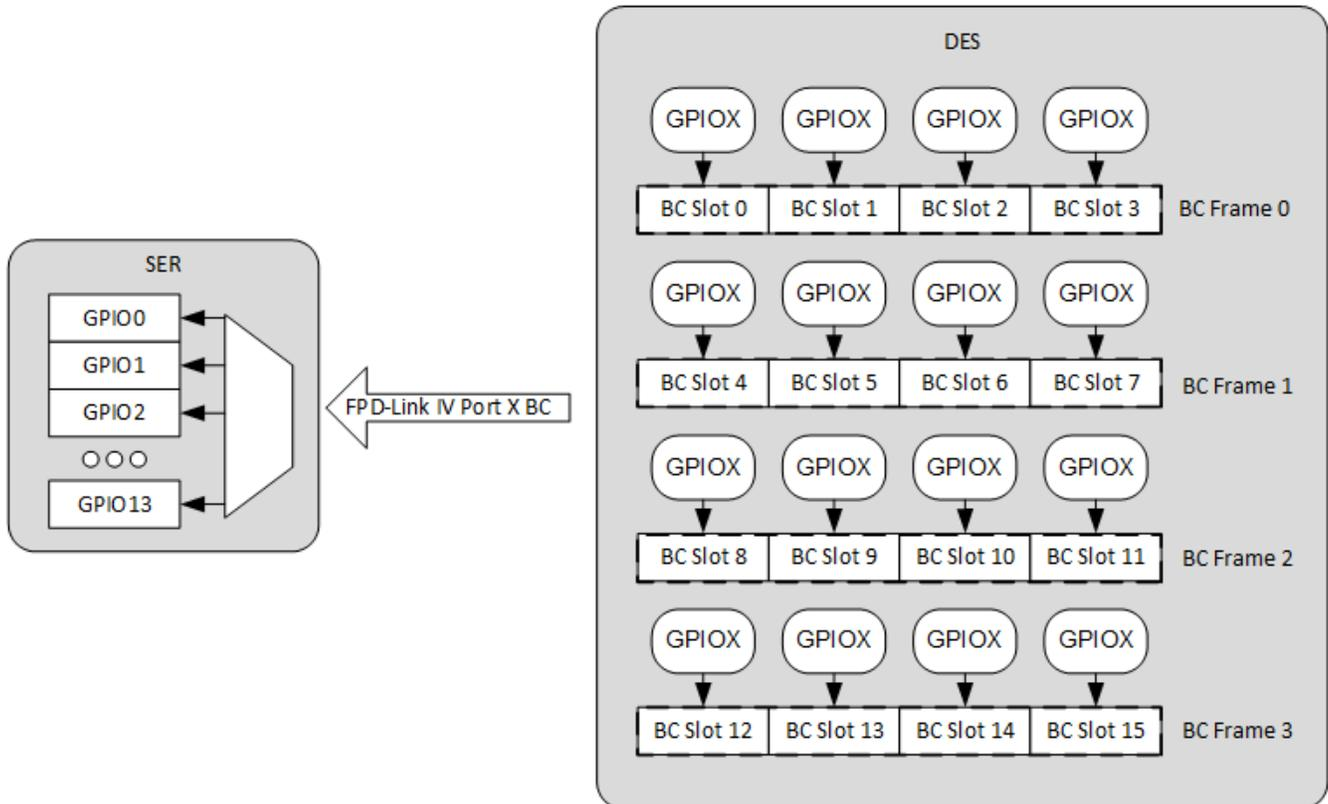 DES
GPIOX GPIOX GPIOX GPIOX
BC Slot 0 BC Slot 1 BC Slot 2 BC Slot 3 BC Frame 0
GPIOX GPIOX GPIOX GPIOX
BC Slot 4 BC Slot 5 BC Slot 6 BC Slot 7 BC Frame 1
GPIOX GPIOX GPIOX GPIOX
BC Slot 8 BC Slot 9 BC Slot 10 BC Slot 11 BC Frame 2
GPIOX GPIOX GPIOX GPIOX
BC Slot 12 BC Slot 13 BC Slot 14 BC Slot 15 BC Frame 3
SER
GPIO0
GPIO1
GPIO2
GPIO13
FPD-Link IV Port X BC